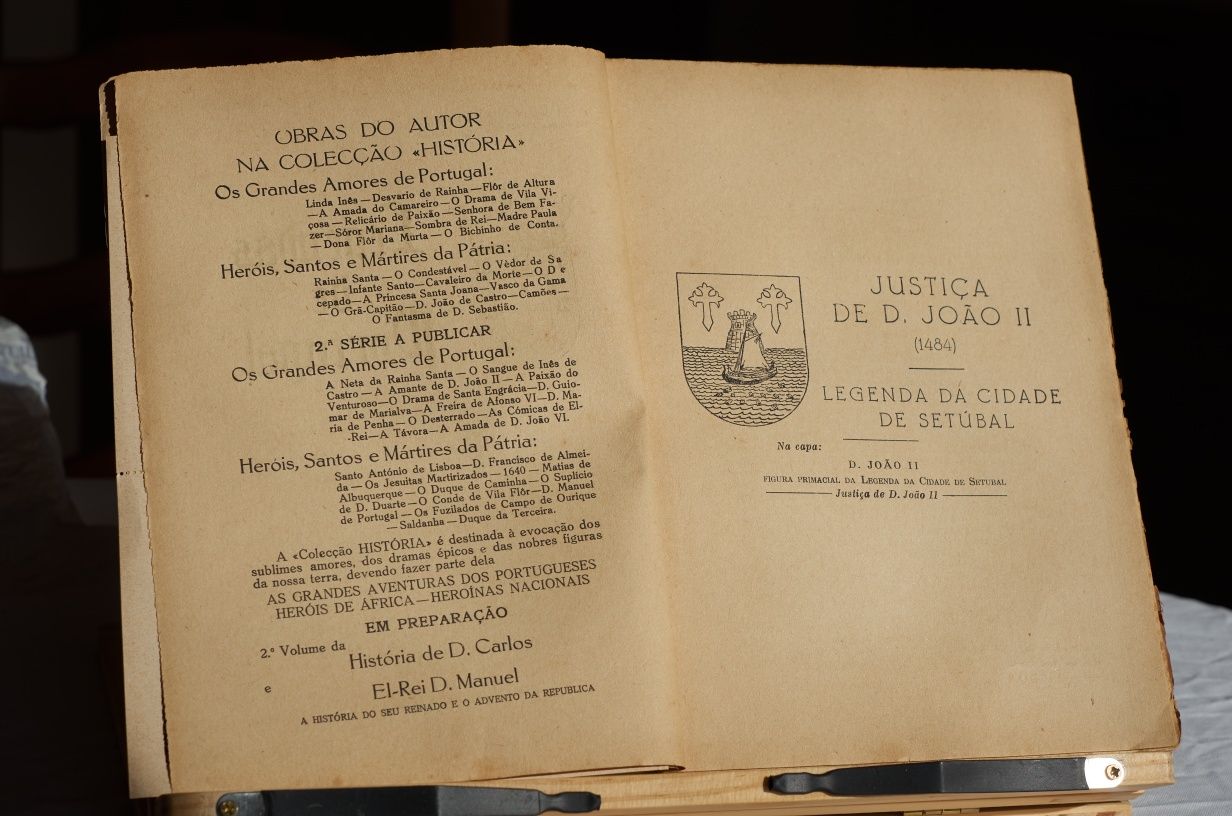 OBRAS DO AUTOR
NA COLECÇÃO «HISTÓRIA»
Os Grandes Amores de Portugal:
Linda Inês—Desvario de Rainha—Flôr de Altura
—A Amada do Camareiro—O Drama de Vila Vi-
çosa—Relicário de Paixão—Senhora de Bem Fa-
zer—Sóror Mariana—Sombra de Rei—Madre Paula
—Dona Flôr da Murta—O Bichinho de Conta.
Heróis, Santos e Mártires da Pátria:
Rainha Santa—O Condestável—O Vèdor de Sa
gres—Infante Santo—Cavaleiro da Morte—O De
cepado—A Princesa Santa Joana—Vasco da Gama
—O Grã-Capitão—D. João de Castro—Camões—
O Fantasma de D. Sebastião.
2.ª SÉRIE A PUBLICAR
Os Grandes Amores de Portugal:
A Neta da Rainha Santa—O Sangue de Inês de
Castro—A Amante de D. João II—A Paixão do
Venturoso—O Drama de Santa Engrácia—D. Guio-
mar de Marialva—A Freira de Afonso VI—D. Ma-
ria de Penha—O Desterrado—As Cómicas de El-
-Rei—A Távora—A Amada de D. João VI.
Heróis, Santos e Mártires da Pátria:
Santo António de Lisboa—D. Francisco de Almei-
da—Os Jesuitas Martirizados—1640—Matias de
Albuquerque—O Duque de Caminha—O Suplício
de D. Duarte—O Conde de Vila Flôr—D. Manuel
de Portugal—Os Fuzilados de Campo de Ourique
—Saldanha—Duque da Terceira.
A «Colecção HISTÓRIA» é destinada à evocação dos
sublimes amores, dos dramas épicos e das nobres figuras
da nossa terra, devendo fazer parte dela
AS GRANDES AVENTURAS DOS PORTUGUESES
HERÓIS DE ÁFRICA—HEROÍNAS NACIONAIS
EM PREPARAÇÃO
2.º Volume da História de D. Carlos
e El-Rei D. Manuel
A HISTÓRIA DO SEU REINADO E O ADVENTO DA REPUBLICA
JUSTIÇA
DE D. JOÃO II
(1484)
LEGENDA DA CIDADE
DE SETÚBAL
Na capa:
D. JOÃO II
FIGURA PRIMACIAL DA LEGENDA DA CIDADE DE SETUBAL
Justiça de D. João II